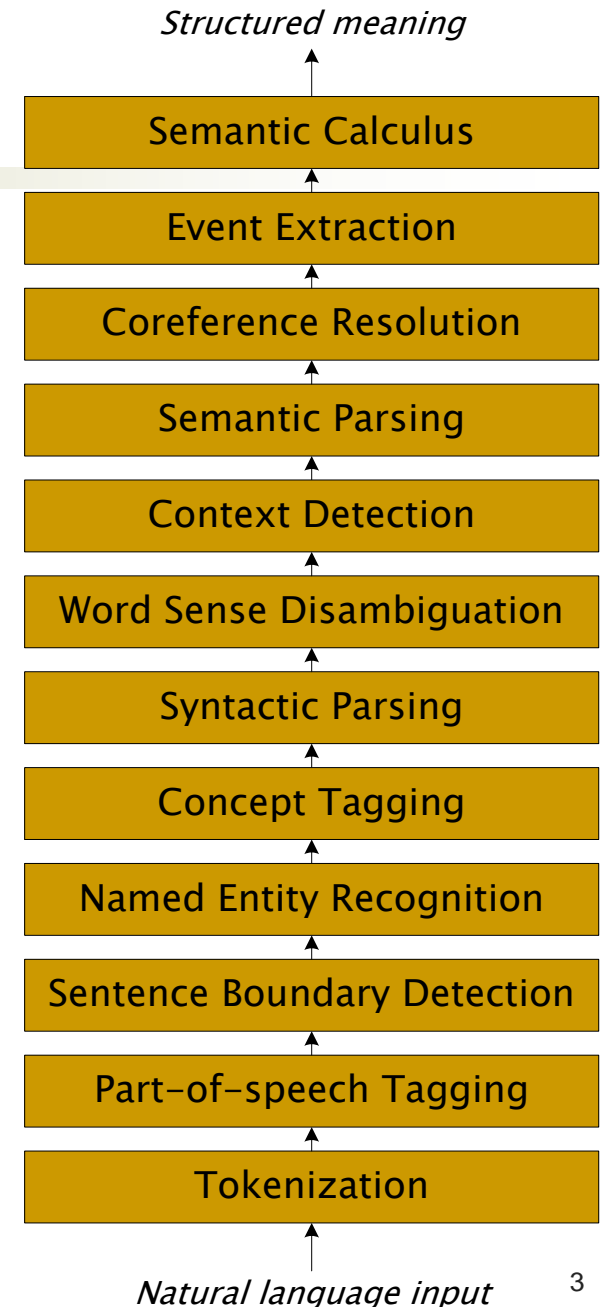 Structured meaning
Semantic Calculus
Event Extraction
Coreference Resolution
Semantic Parsing
Context Detection
Word Sense Disambiguation
Syntactic Parsing
Concept Tagging
Named Entity Recognition
Sentence Boundary Detection
Part-of-speech Tagging
Tokenization
Natural language input
3